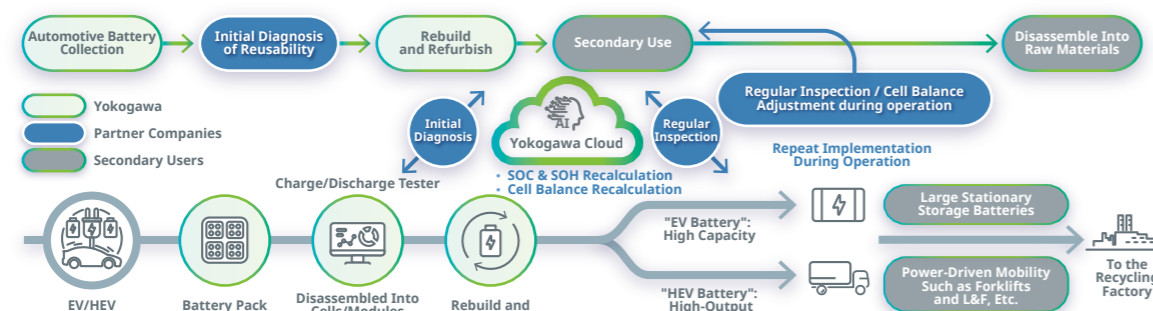 Automotive Battery
Collection
Initial Diagnosis
of Reusability
Rebuild
and Refurbish
Secondary Use
Disassemble Into
Raw Materials
Yokogawa
Partner Companies
Secondary Users
Initial
Diagnosis
AI
Yokogawa Cloud
Regular
Inspection
Regular Inspection / Cell Balance
Adjustment during operation
Repeat Implementation
During Operation
• SOC & SOH Recalculation
• Cell Balance Recalculation
Charge/Discharge Tester
"EV Battery":
High Capacity
Large Stationary
Storage Batteries
"HEV Battery":
High-Output
Power-Driven Mobility
Such as Forklifts
and L&F, Etc.
To the
Recycling
Factory
EV/HEV
Battery Pack
Disassembled Into
Cells/Modules
Rebuild and